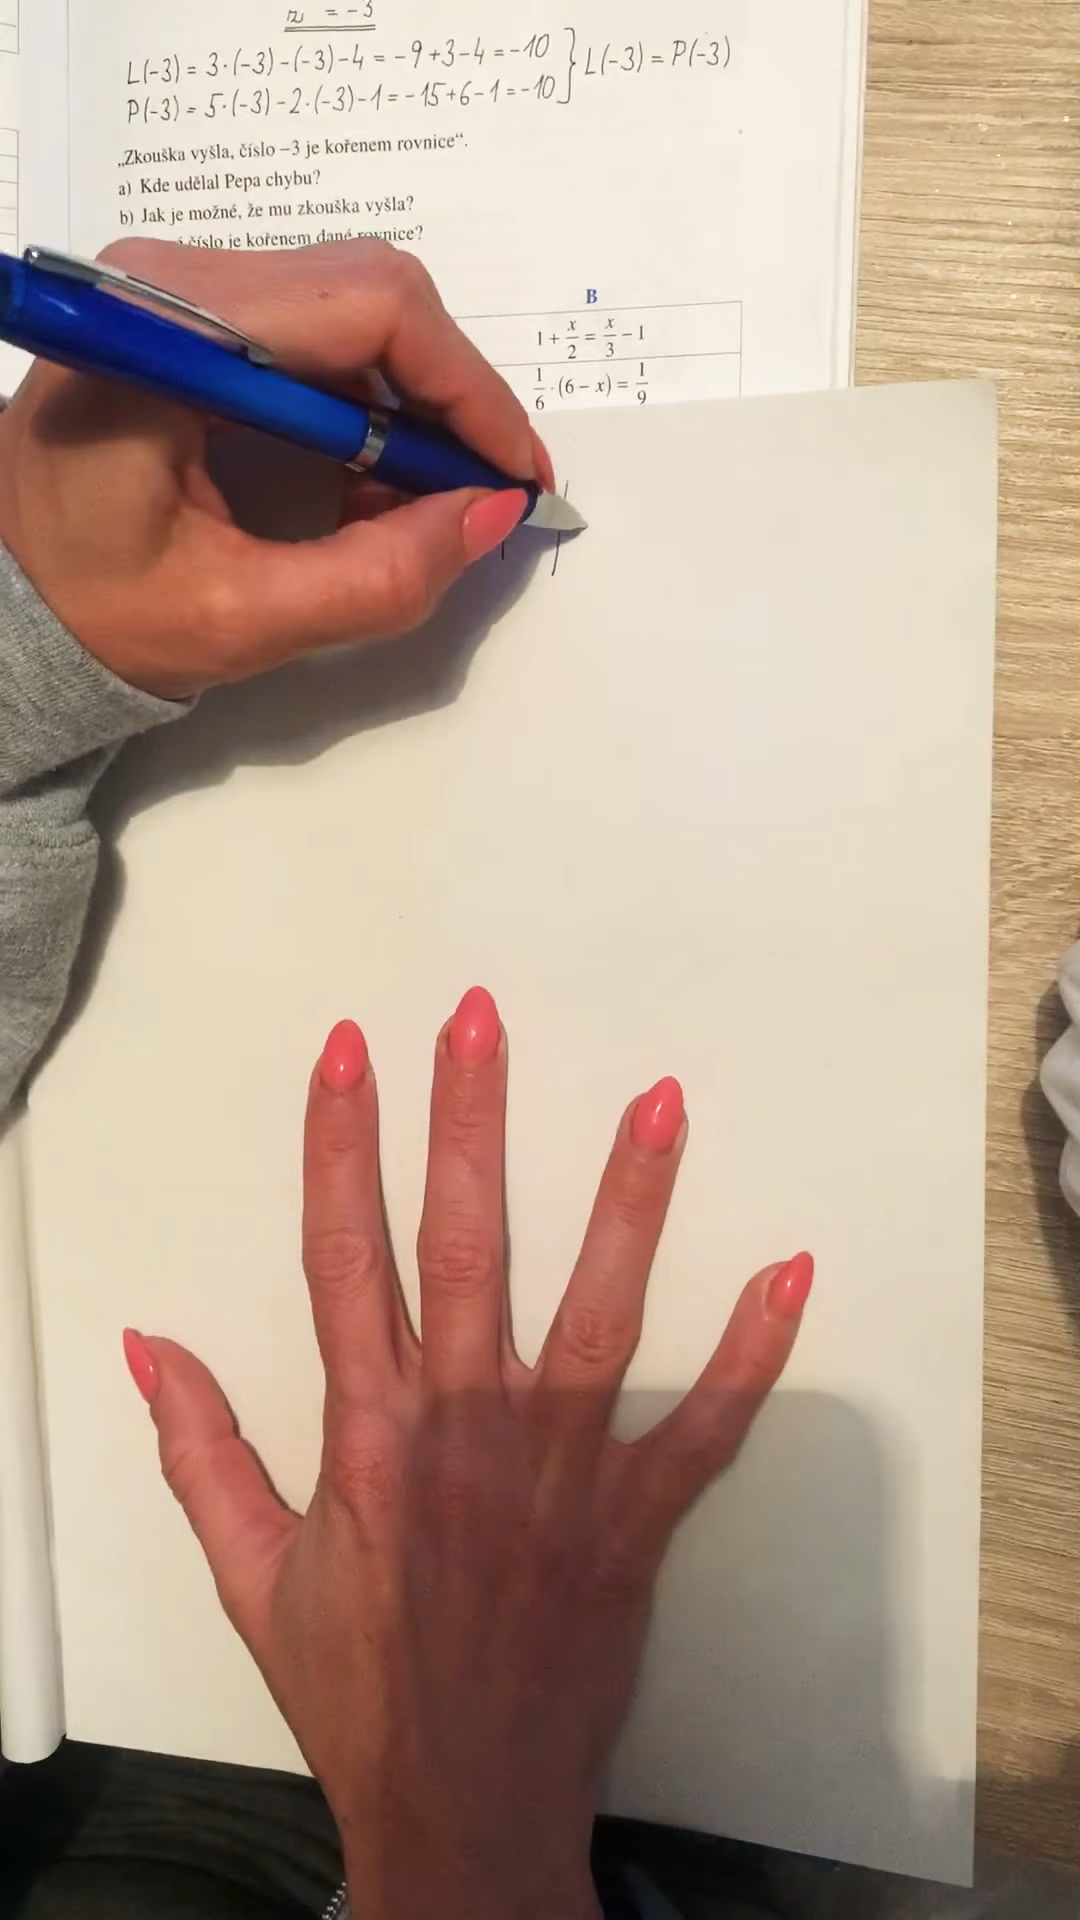 r = -3
L(-3) = 3·(-3)-(-3)-4 = -9+3-4 = -10 } L(-3) = P(-3)
P(-3) = 5·(-3)-2·(-3)-1 = -15+6-1 = -10
„Zkouška vyšla, číslo –3 je kořenem rovnice“.
a) Kde udělal Pepa chybu?
b) Jak je možné, že mu zkouška vyšla?
číslo je kořenem dané rovnice?
B
1 + x/2 = x/3 – 1
1/6 · (6 – x) = 1/9